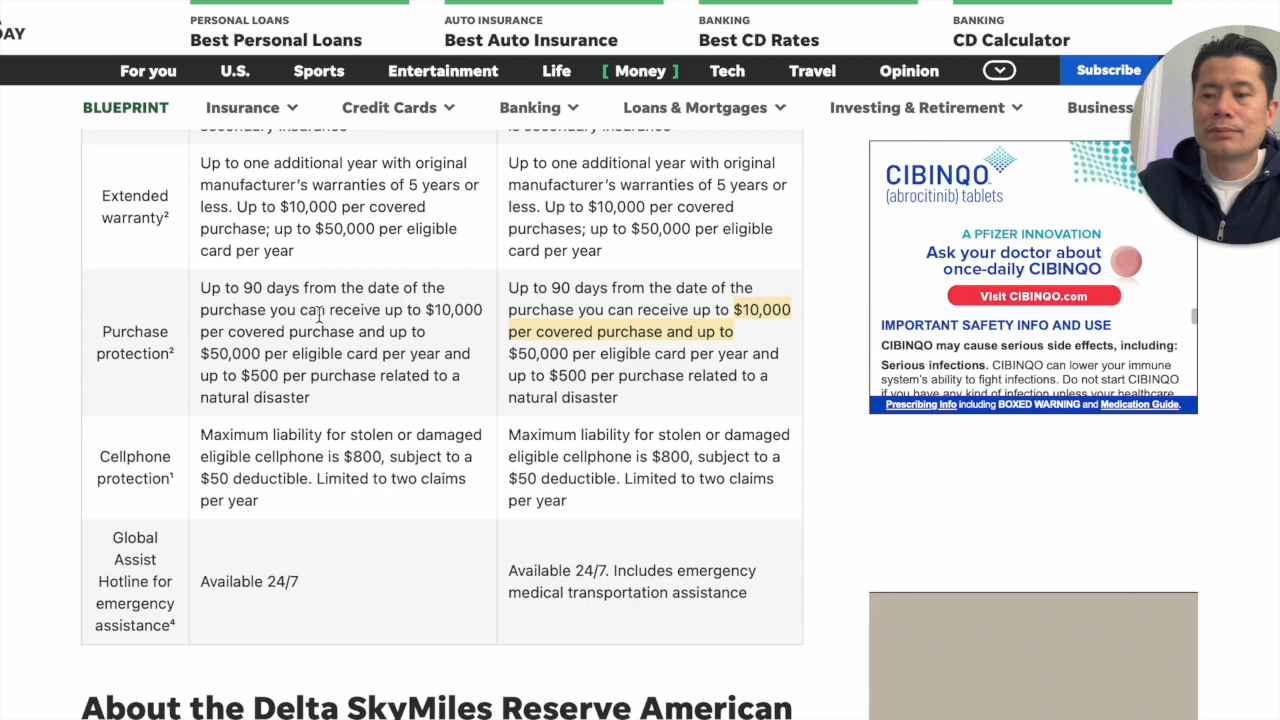 DAY
PERSONAL LOANS
Best Personal Loans
AUTO INSURANCE
Best Auto Insurance
BANKING
Best CD Rates
BANKING
CD Calculator
For you
U.S.
Sports
Entertainment
Life
[ Money ]
Tech
Travel
Opinion
Subscribe
BLUEPRINT
Insurance
Credit Cards
Banking
Loans & Mortgages
Investing & Retirement
Business
Extended
warranty²
Up to one additional year with original
manufacturer's warranties of 5 years or
less. Up to $10,000 per covered
purchase; up to $50,000 per eligible
card per year
Up to one additional year with original
manufacturer's warranties of 5 years or
less. Up to $10,000 per covered
purchases; up to $50,000 per eligible
card per year
Purchase
protection²
Up to 90 days from the date of the
purchase you can receive up to $10,000
per covered purchase and up to
$50,000 per eligible card per year and
up to $500 per purchase related to a
natural disaster
Up to 90 days from the date of the
purchase you can receive up to $10,000
per covered purchase and up to
$50,000 per eligible card per year and
up to $500 per purchase related to a
natural disaster
Cellphone
protection¹
Maximum liability for stolen or damaged
eligible cellphone is $800, subject to a
$50 deductible. Limited to two claims
per year
Maximum liability for stolen or damaged
eligible cellphone is $800, subject to a
$50 deductible. Limited to two claims
per year
Global
Assist
Hotline for
emergency
assistance⁴
Available 24/7
Available 24/7. Includes emergency
medical transportation assistance
About the Delta SkyMiles Reserve American
CIBINQO
(abrocitinib) tablets
A PFIZER INNOVATION
Ask your doctor about
once-daily CIBINQO
Visit CIBINQO.com
IMPORTANT SAFETY INFO AND USE
CIBINQO may cause serious side effects, including:
Serious infections. CIBINQO can lower your immune
system's ability to fight infections. Do not start CIBINQO
if you have any kind of infection unless your healthcare
Prescribing Info including BOXED WARNING and Medication Guide.